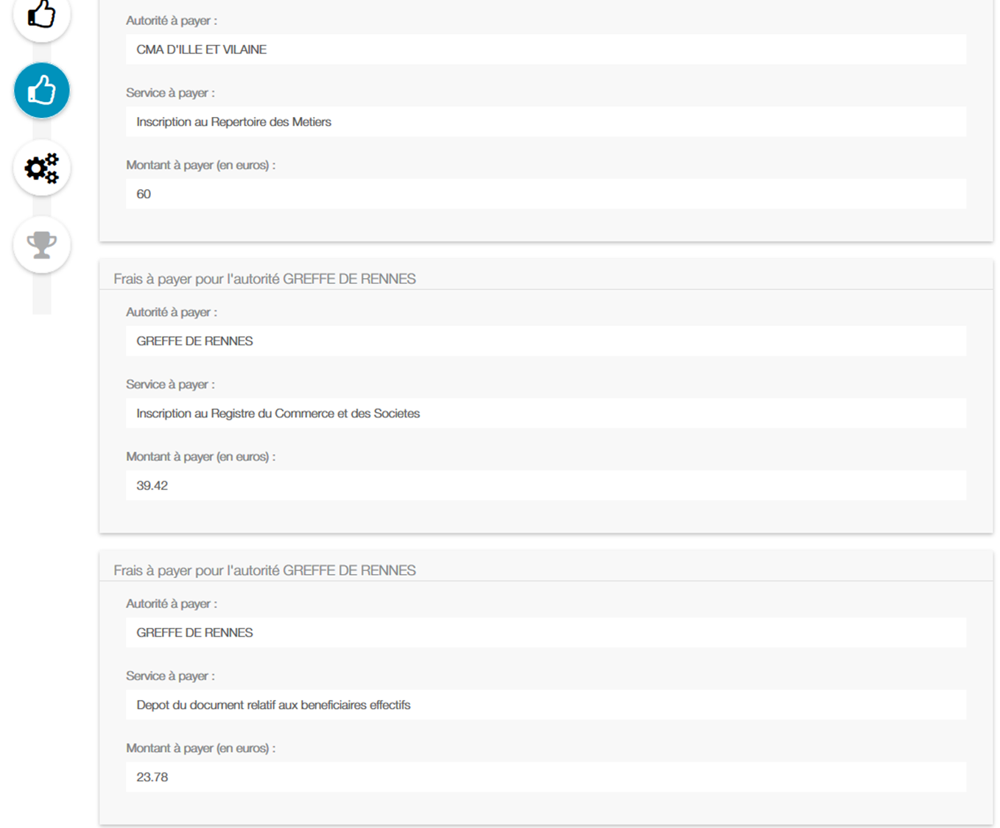 Autorité à payer :
CMA D'ILLE ET VILAINE
Service à payer :
Inscription au Repertoire des Metiers
Montant à payer (en euros) :
60
Frais à payer pour l'autorité GREFFE DE RENNES
Autorité à payer :
GREFFE DE RENNES
Service à payer :
Inscription au Registre du Commerce et des Societes
Montant à payer (en euros) :
39.42
Frais à payer pour l'autorité GREFFE DE RENNES
Autorité à payer :
GREFFE DE RENNES
Service à payer :
Depot du document relatif aux beneficiaires effectifs
Montant à payer (en euros) :
23.78